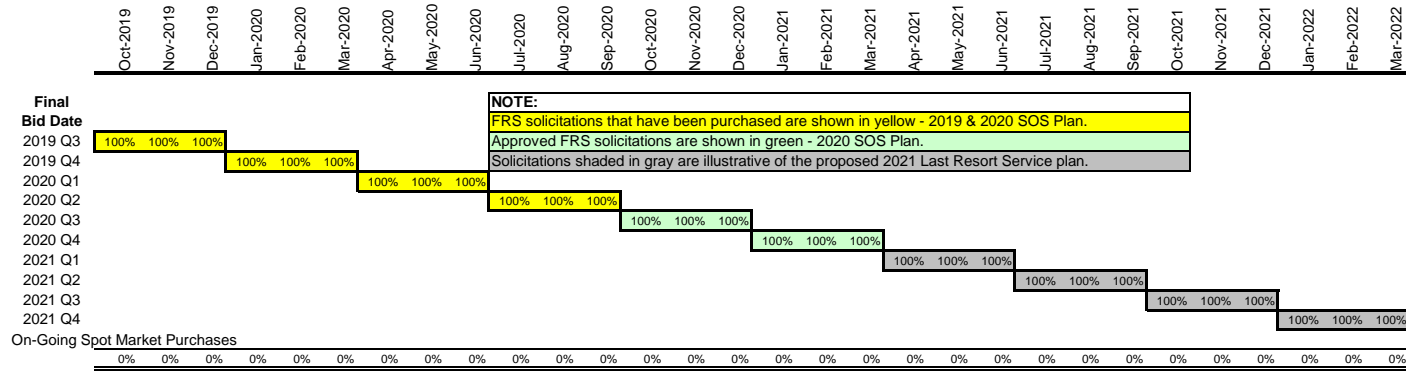 Oct-2019 Nov-2019 Dec-2019 Jan-2020 Feb-2020 Mar-2020 Apr-2020 May-2020 Jun-2020 Jul-2020 Aug-2020 Sep-2020 Oct-2020 Nov-2020 Dec-2020 Jan-2021 Feb-2021 Mar-2021 Apr-2021 May-2021 Jun-2021 Jul-2021 Aug-2021 Sep-2021 Oct-2021 Nov-2021 Dec-2021 Jan-2022 Feb-2022 Mar-2022
Final NOTE:
Bid Date FRS solicitations that have been purchased are shown in yellow - 2019 & 2020 SOS Plan.
2019 Q3 100% 100% 100% Approved FRS solicitations are shown in green - 2020 SOS Plan.
2019 Q4 100% 100% 100% Solicitations shaded in gray are illustrative of the proposed 2021 Last Resort Service plan.
2020 Q1 100% 100% 100%
2020 Q2 100% 100% 100%
2020 Q3 100% 100% 100%
2020 Q4 100% 100% 100%
2021 Q1 100% 100% 100%
2021 Q2 100% 100% 100%
2021 Q3 100% 100% 100%
2021 Q4 100% 100% 100%
On-Going Spot Market Purchases
0% 0% 0% 0% 0% 0% 0% 0% 0% 0% 0% 0% 0% 0% 0% 0% 0% 0% 0% 0% 0% 0% 0% 0% 0% 0% 0% 0% 0% 0%